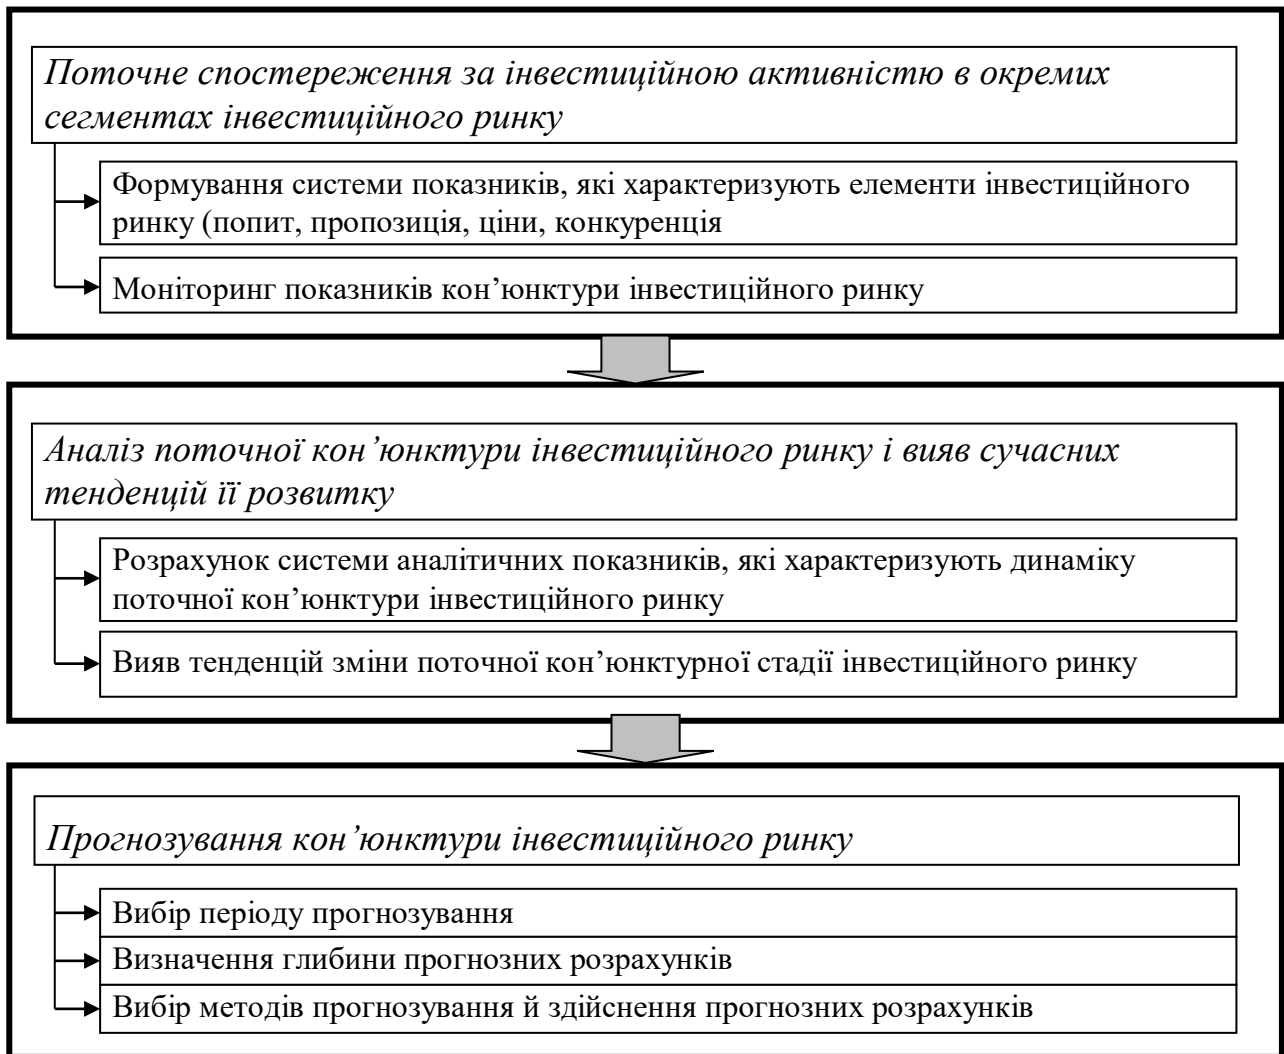 Поточне спостереження за інвестиційною активністю в окремих
сегментах інвестиційного ринку
Формування системи показників, які характеризують елементи інвестиційного
ринку (попит, пропозиція, ціни, конкуренція
Моніторинг показників кон’юнктури інвестиційного ринку
Аналіз поточної кон’юнктури інвестиційного ринку і вияв сучасних
тенденцій її розвитку
Розрахунок системи аналітичних показників, які характеризують динаміку
поточної кон’юнктури інвестиційного ринку
Вияв тенденцій зміни поточної кон’юнктурної стадії інвестиційного ринку
Прогнозування кон’юнктури інвестиційного ринку
Вибір періоду прогнозування
Визначення глибини прогнозних розрахунків
Вибір методів прогнозування й здійснення прогнозних розрахунків